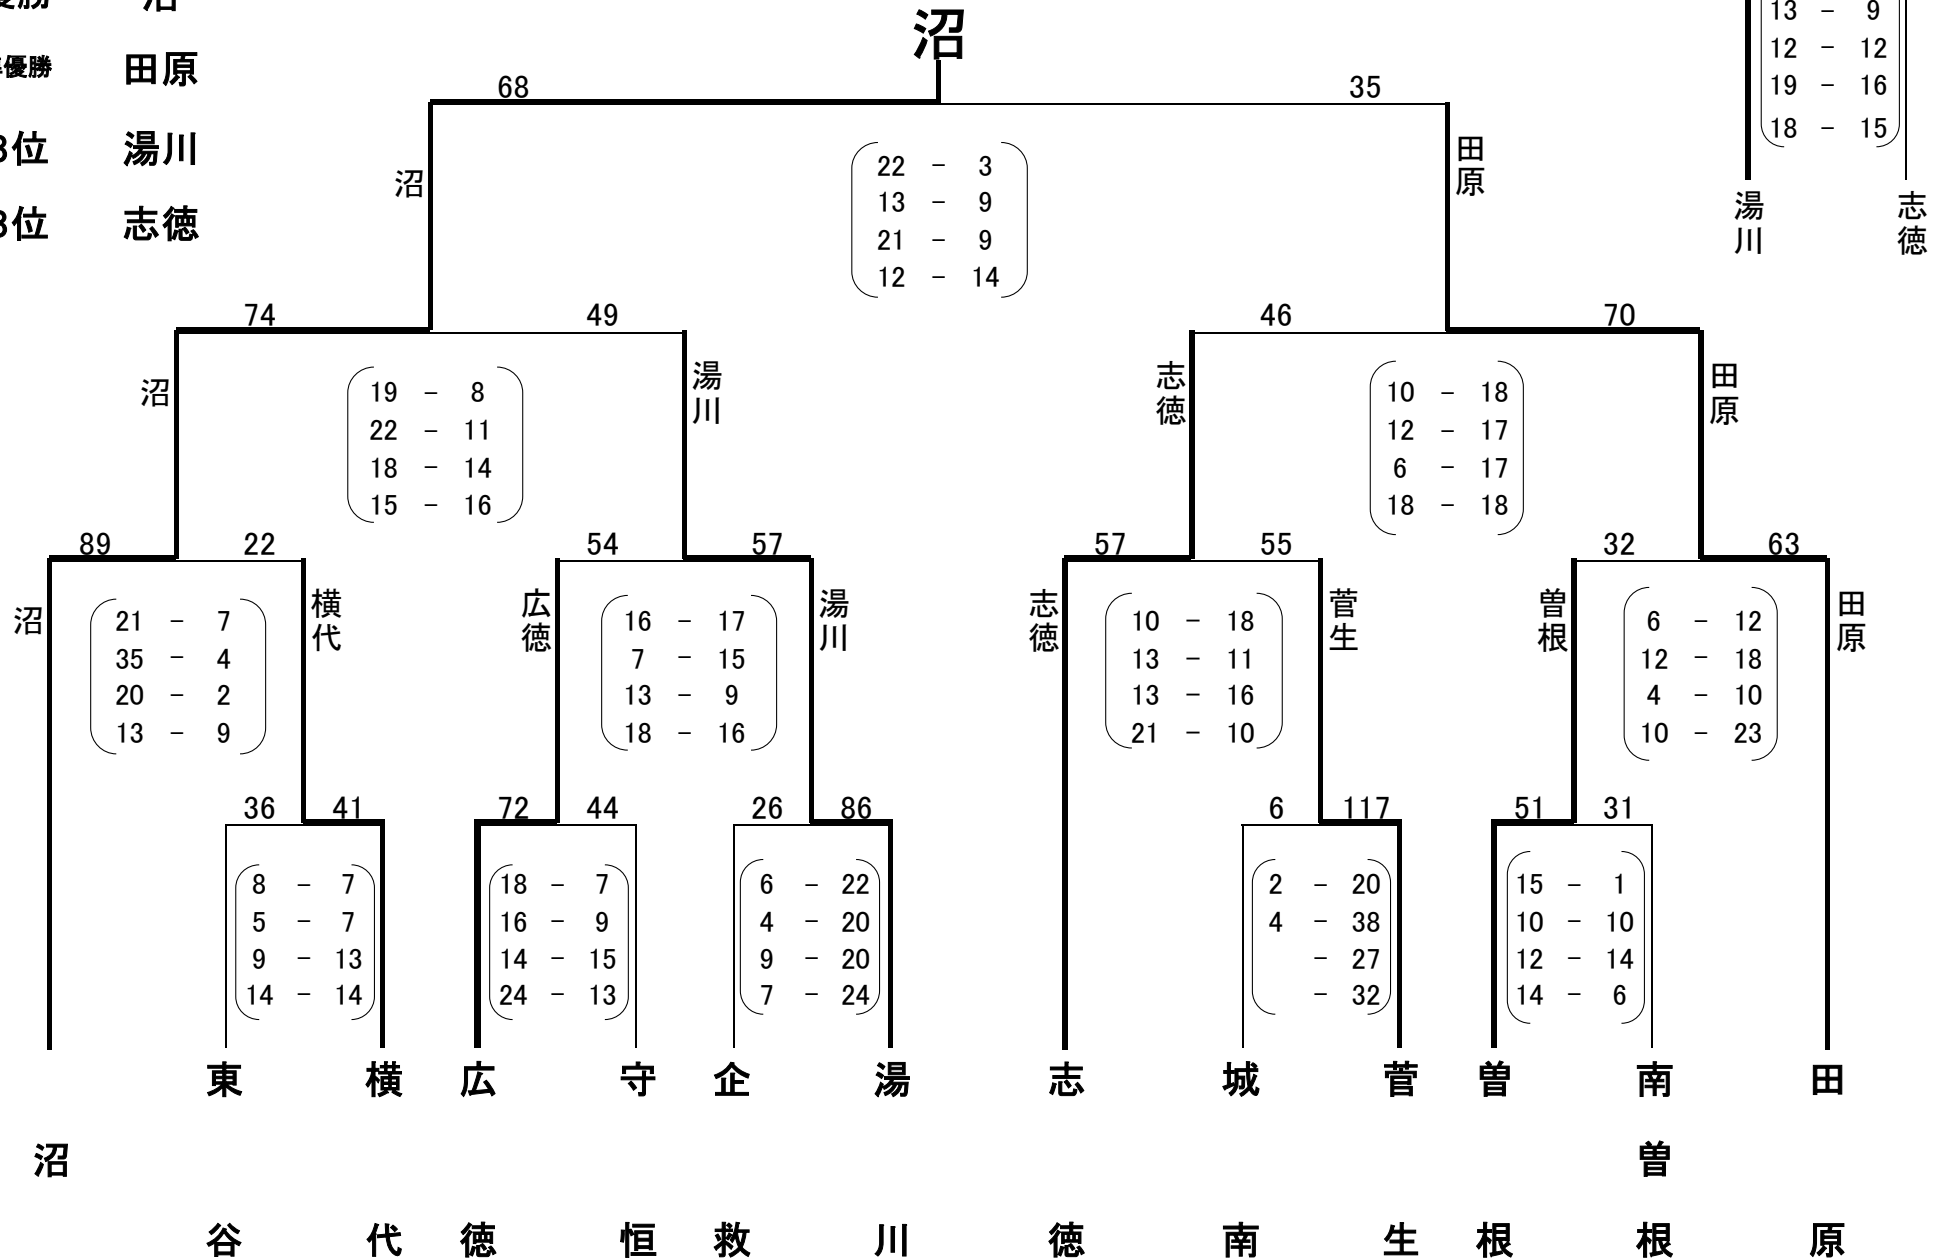 優勝 沼
準優勝 田原
3位 湯川
3位 志徳
沼
13 - 9
12 - 12
19 - 16
18 - 15
湯川 志徳
68 35
沼 田原
22 - 3
13 - 9
21 - 9
12 - 14
74 49 46 70
沼 湯川 志徳 田原
19 - 8
22 - 11
18 - 14
15 - 16
10 - 18
12 - 17
6 - 17
18 - 18
89 22 54 57 57 55 32 63
沼 横代 広徳 湯川 志徳 菅生 曽根 田原
21 - 7
35 - 4
20 - 2
13 - 9
16 - 17
7 - 15
13 - 9
18 - 16
10 - 18
13 - 11
13 - 16
21 - 10
6 - 12
12 - 18
4 - 10
10 - 23
36 41 72 44 26 86 6 117 51 31
8 - 7
5 - 7
9 - 13
14 - 14
18 - 7
16 - 9
14 - 15
24 - 13
6 - 22
4 - 20
9 - 20
7 - 24
2 - 20
4 - 38
- 27
- 32
15 - 1
10 - 10
12 - 14
14 - 6
沼 東谷 横代 広徳 守恒 企救 湯川 志徳 城南 菅生 曽根 南曽根 田原